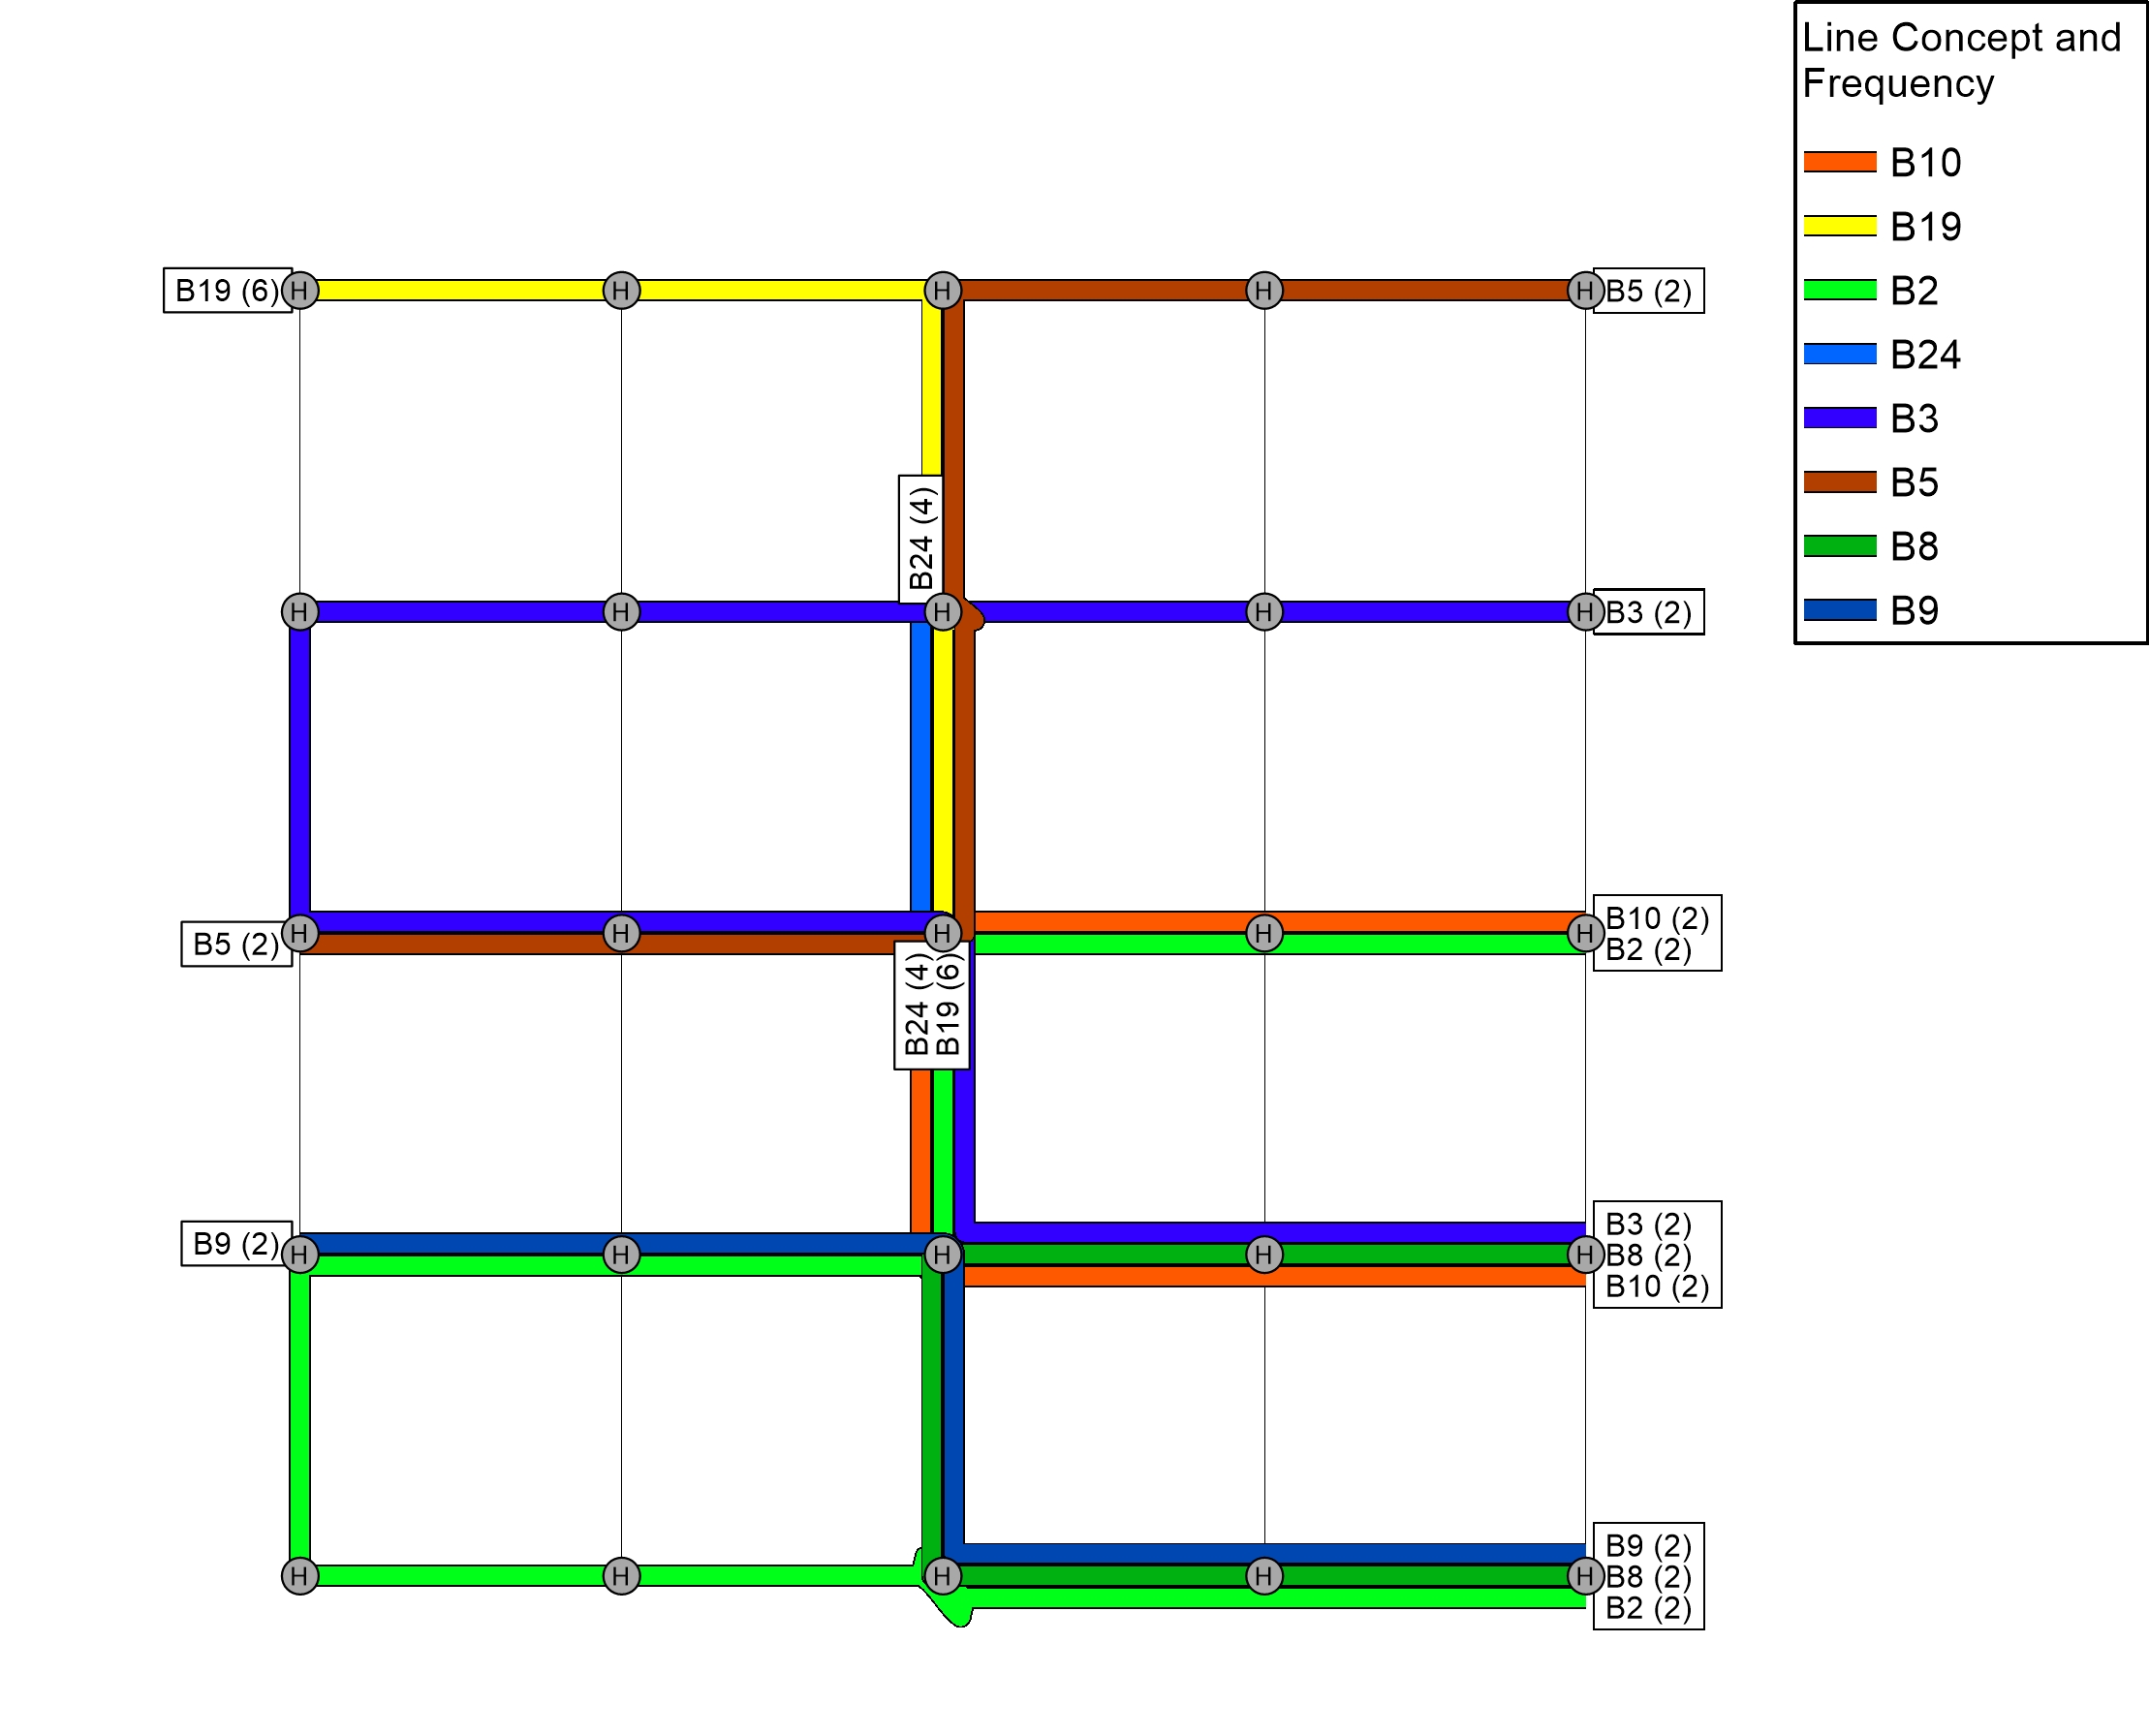 Line Concept and
Frequency
B10
B19
B2
B24
B3
B5
B8
B9
B19 (6)
H
H
H
H
H
B5 (2)
B24 (4)
H
H
H
H
H
B3 (2)
B5 (2)
H
H
H
H
H
B10 (2)
B2 (2)
B24 (4)
B19 (6)
B9 (2)
H
H
H
H
H
B3 (2)
B8 (2)
B10 (2)
H
H
H
H
H
B9 (2)
B8 (2)
B2 (2)